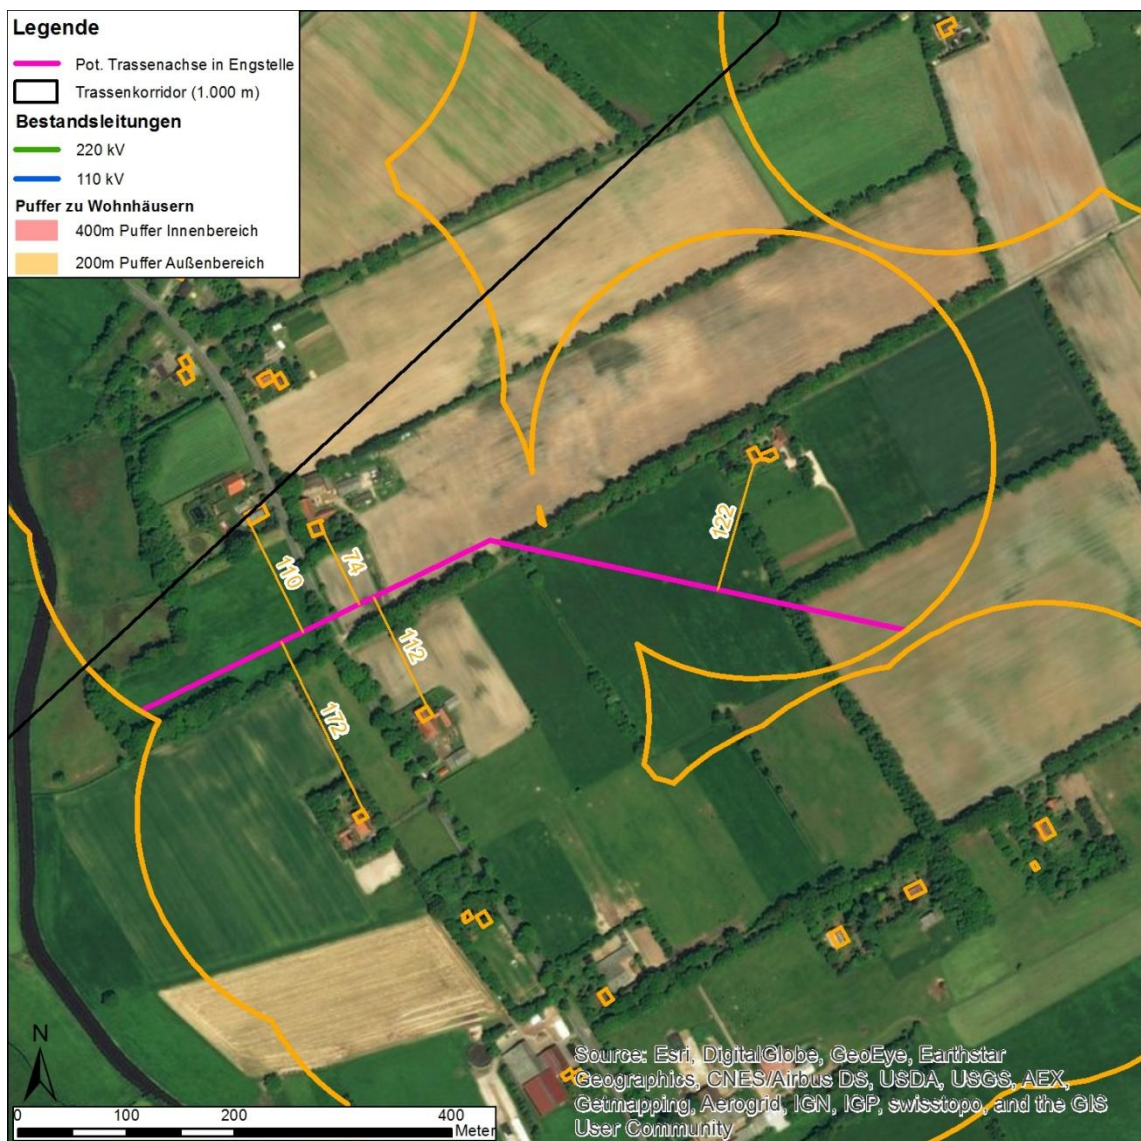 Legende
Pot. Trassenachse in Engstelle
Trassenkorridor (1.000 m)
Bestandsleitungen
220 kV
110 kV
Puffer zu Wohnhäusern
400m Puffer Innenbereich
200m Puffer Außenbereich
122
74
110
112
172
N
0 100 200 400
Meter
Source: Esri, DigitalGlobe, GeoEye, Earthstar
Geographics, CNES/Airbus DS, USDA, USGS, AEX,
Getmapping, Aerogrid, IGN, IGP, swisstopo, and the GIS
User Community